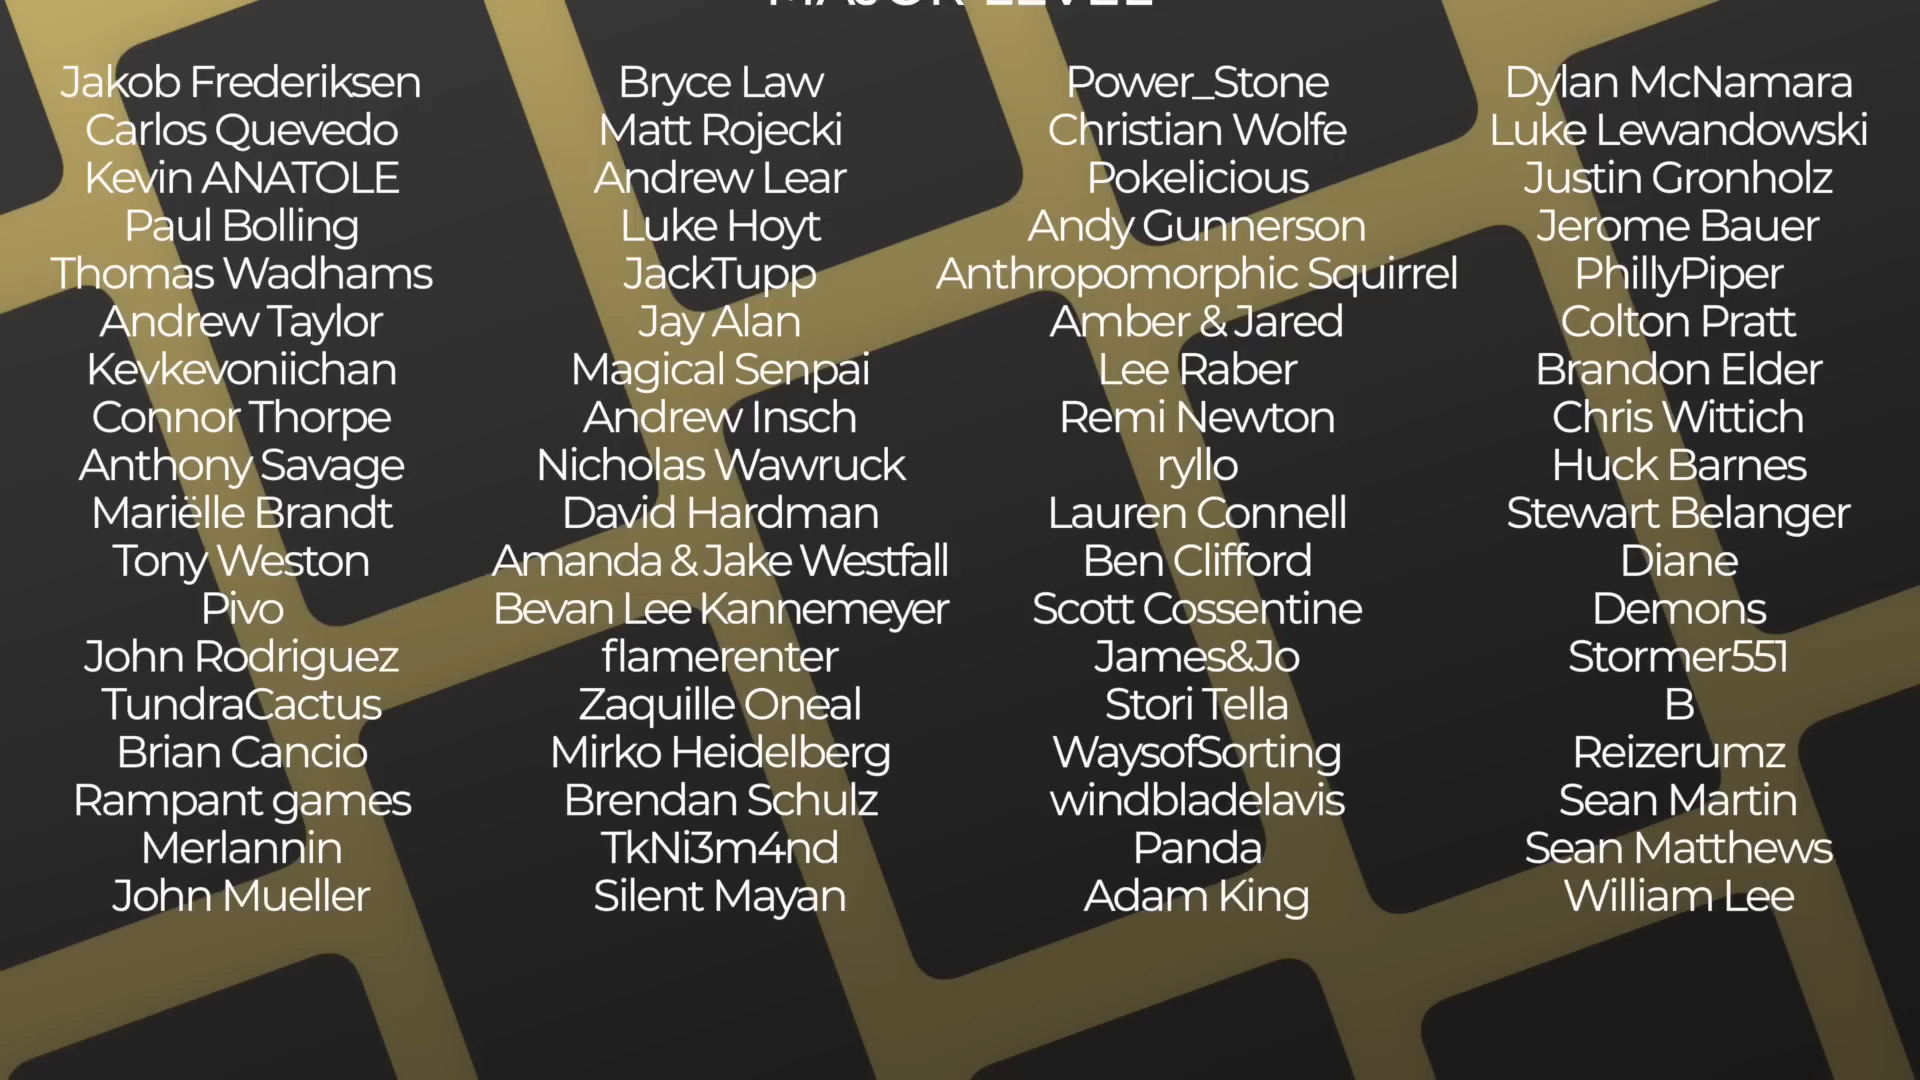 MAJOR LEVEL
Jakob Frederiksen
Carlos Quevedo
Kevin ANATOLE
Paul Bolling
Thomas Wadhams
Andrew Taylor
Kevkevoniichan
Connor Thorpe
Anthony Savage
Mariëlle Brandt
Tony Weston
Pivo
John Rodriguez
TundraCactus
Brian Cancio
Rampant games
Merlannin
John Mueller
Bryce Law
Matt Rojecki
Andrew Lear
Luke Hoyt
JackTupp
Jay Alan
Magical Senpai
Andrew Insch
Nicholas Wawruck
David Hardman
Amanda & Jake Westfall
Bevan Lee Kannemeyer
flamerenter
Zaquille Oneal
Mirko Heidelberg
Brendan Schulz
TkNi3m4nd
Silent Mayan
Power_Stone
Christian Wolfe
Pokelicious
Andy Gunnerson
Anthropomorphic Squirrel
Amber & Jared
Lee Raber
Remi Newton
ryllo
Lauren Connell
Ben Clifford
Scott Cossentine
James&Jo
Stori Tella
WaysofSorting
windbladelavis
Panda
Adam King
Dylan McNamara
Luke Lewandowski
Justin Gronholz
Jerome Bauer
PhillyPiper
Colton Pratt
Brandon Elder
Chris Wittich
Huck Barnes
Stewart Belanger
Diane
Demons
Stormer551
B
Reizerumz
Sean Martin
Sean Matthews
William Lee